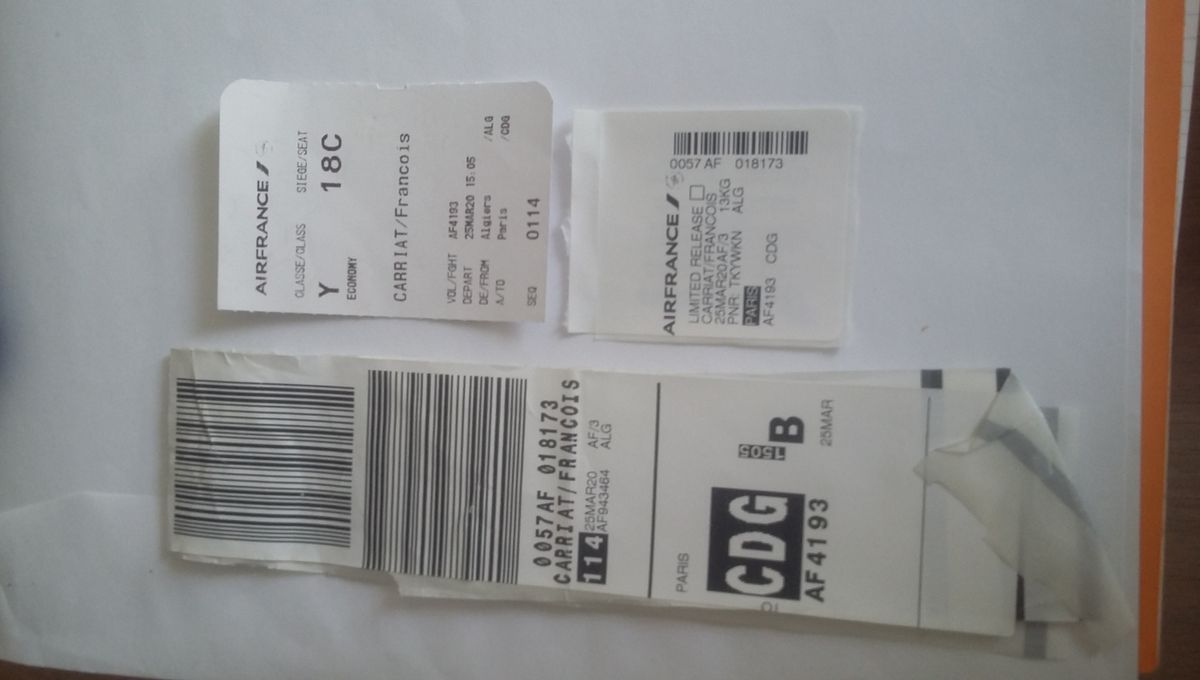 AIRFRANCE
CLASSE/CLASS SIEGE/SEAT
Y 18C
ECONOMY
CARRIAT/Francois
VOL/FGHT AF4193
DEPART 25MAR20 15:05
DE/FROM Algiers /ALG
A/TO Paris /CDG
SEQ 0114
0057 AF 018173
AIRFRANCE
LIMITED RELEASE
CARRIAT/FRANCOIS
25MAR20AF/3 13KG
PNR: TKYWKN ALG
PARIS
AF4193 CDG
0057AF 018173
CARRIAT/FRANCOIS
114 25MAR20 AF/3
AF943464 ALG
PARIS
CDG 1505 B
AF4193 25MAR